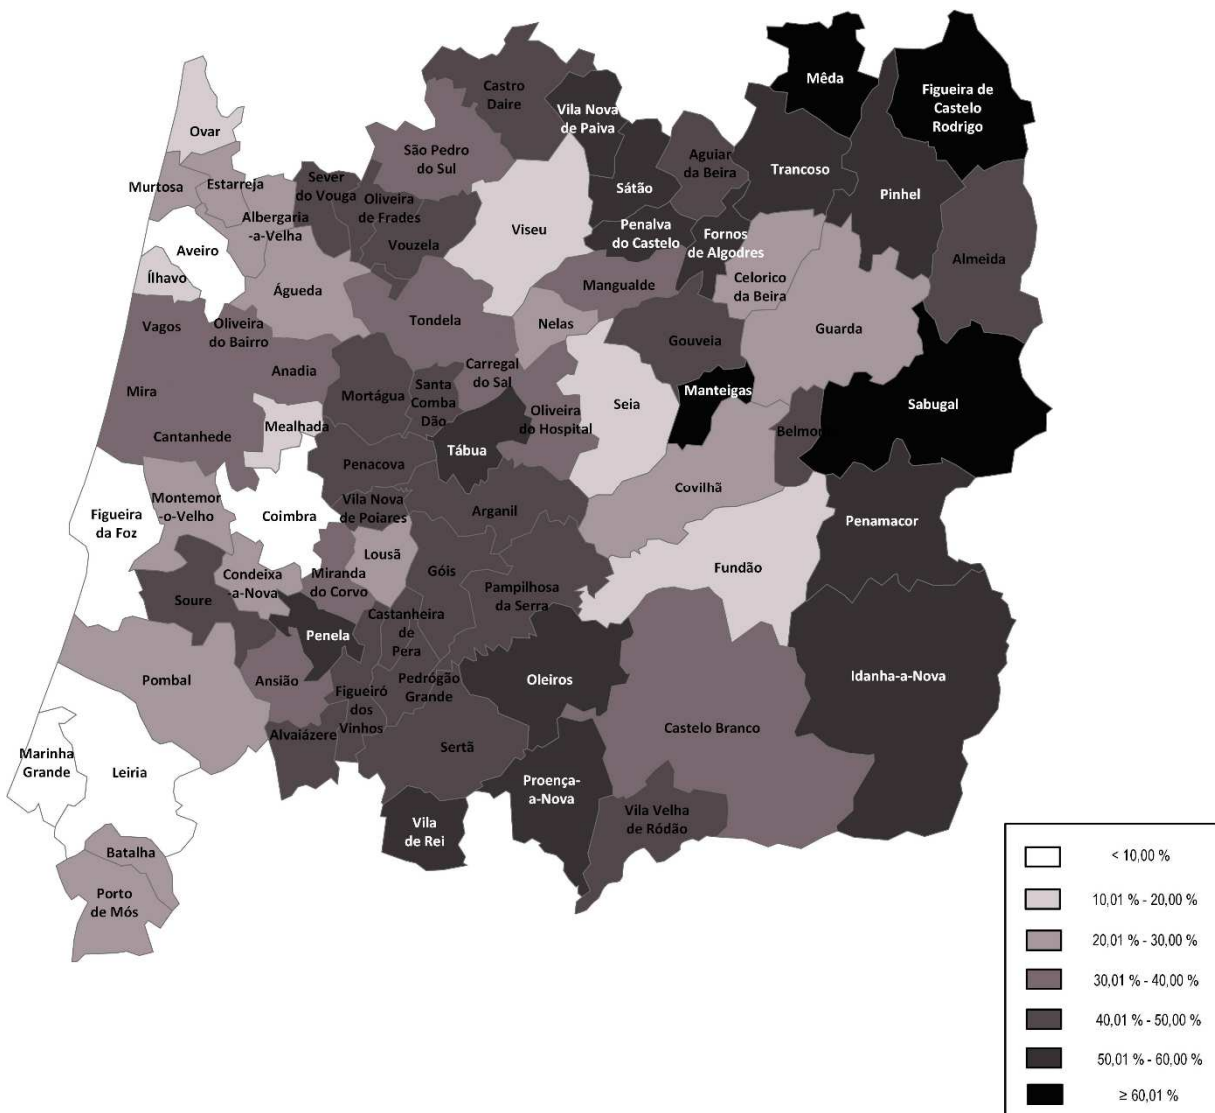 Mêda
Figueira de
Castelo
Rodrigo
Castro
Daire
Vila Nova
de Paiva
Ovar
São Pedro
do Sul
Aguiar
da Beira
Trancoso
Pinhel
Murtosa
Estarreja
Sever
do Vouga
Oliveira
de Frades
Sátão
Albergaria
-a-Velha
Viseu
Penalva
do Castelo
Fornos
de Algodres
Aveiro
Vouzela
Almeida
Ílhavo
Águeda
Mangualde
Celorico
da Beira
Vagos
Oliveira
do Bairro
Tondela
Nelas
Guarda
Gouveia
Anadia
Carregal
do Sal
Mira
Mortágua
Santa
Comba
Dão
Manteigas
Seia
Sabugal
Oliveira
do Hospital
Mealhada
Cantanhede
Belmon
Tábua
Penacova
Covilhã
Montemor
-o-Velho
Vila Nova
de Poiares
Arganil
Figueira
da Foz
Coimbra
Penamacor
Lousã
Fundão
Condeixa
-a-Nova
Miranda
do Corvo
Góis
Pampilhosa
da Serra
Soure
Castanheira
de
Pera
Penela
Idanha-a-Nova
Pombal
Ansião
Pedrógão
Grande
Oleiros
Figueiró
dos
Vinhos
Castelo Branco
Alvaiázere
Sertã
Marinha
Grande
Leiria
Proença-
a-Nova
Vila
de Rei
Vila Velha
de Ródão
Batalha
Porto
de Mós
< 10,00 %
10,01 % - 20,00 %
20,01 % - 30,00 %
30,01 % - 40,00 %
40,01 % - 50,00 %
50,01 % - 60,00 %
≥ 60,01 %